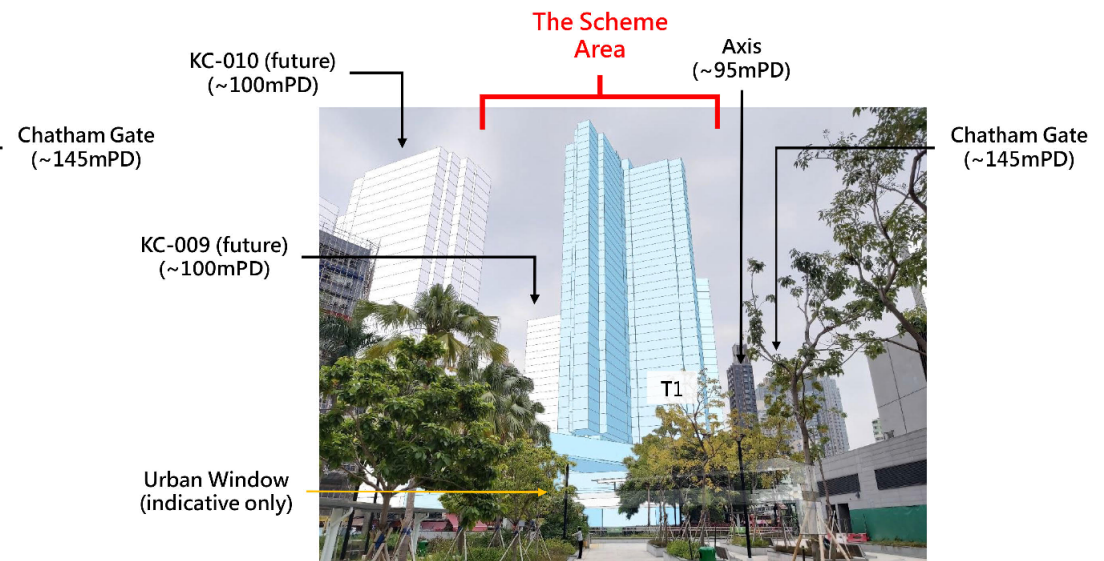 The Scheme
Area
KC-010 (future)
(~100mPD)
Axis
(~95mPD)
Chatham Gate
(~145mPD)
Chatham Gate
(~145mPD)
KC-009 (future)
(~100mPD)
T1
Urban Window
(indicative only)